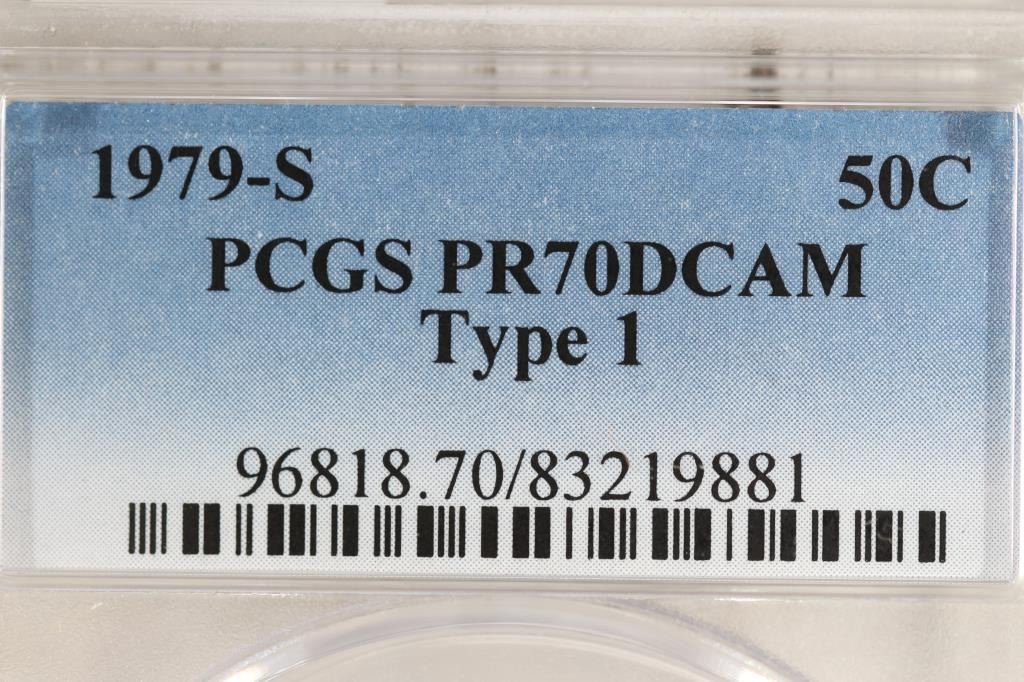 1979-S 50C
PCGS PR70DCAM
Type 1
96818.70/83219881